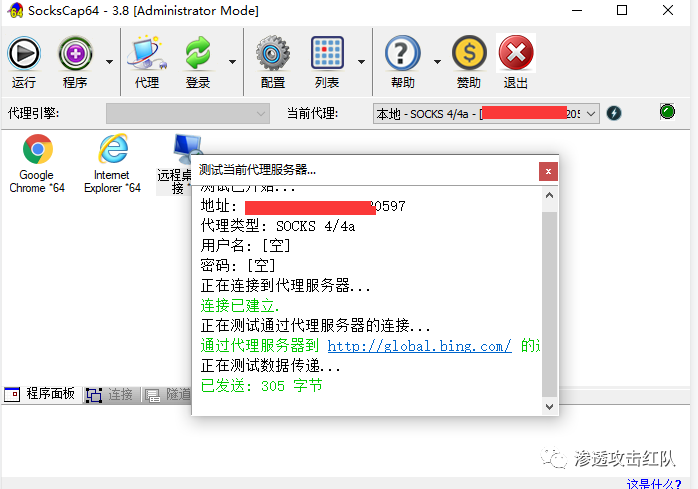 SocksCap64 - 3.8 [Administrator Mode]
运行 程序 代理 登录 配置 列表 帮助 赞助 退出
代理引擎: 当前代理: 本地 - SOCKS 4/4a - [ 205
Google Chrome *64
Internet Explorer *64
远程桌
接 *
测试当前代理服务器...
测试已开始...
地址: 0597
代理类型: SOCKS 4/4a
用户名: [空]
密码: [空]
正在连接到代理服务器...
连接已建立.
正在测试通过代理服务器的连接...
通过代理服务器到 http://global.bing.com/ 的
正在测试数据传递...
已发送: 305 字节
程序面板 连接 隧道
渗透攻击红队
这是什么?